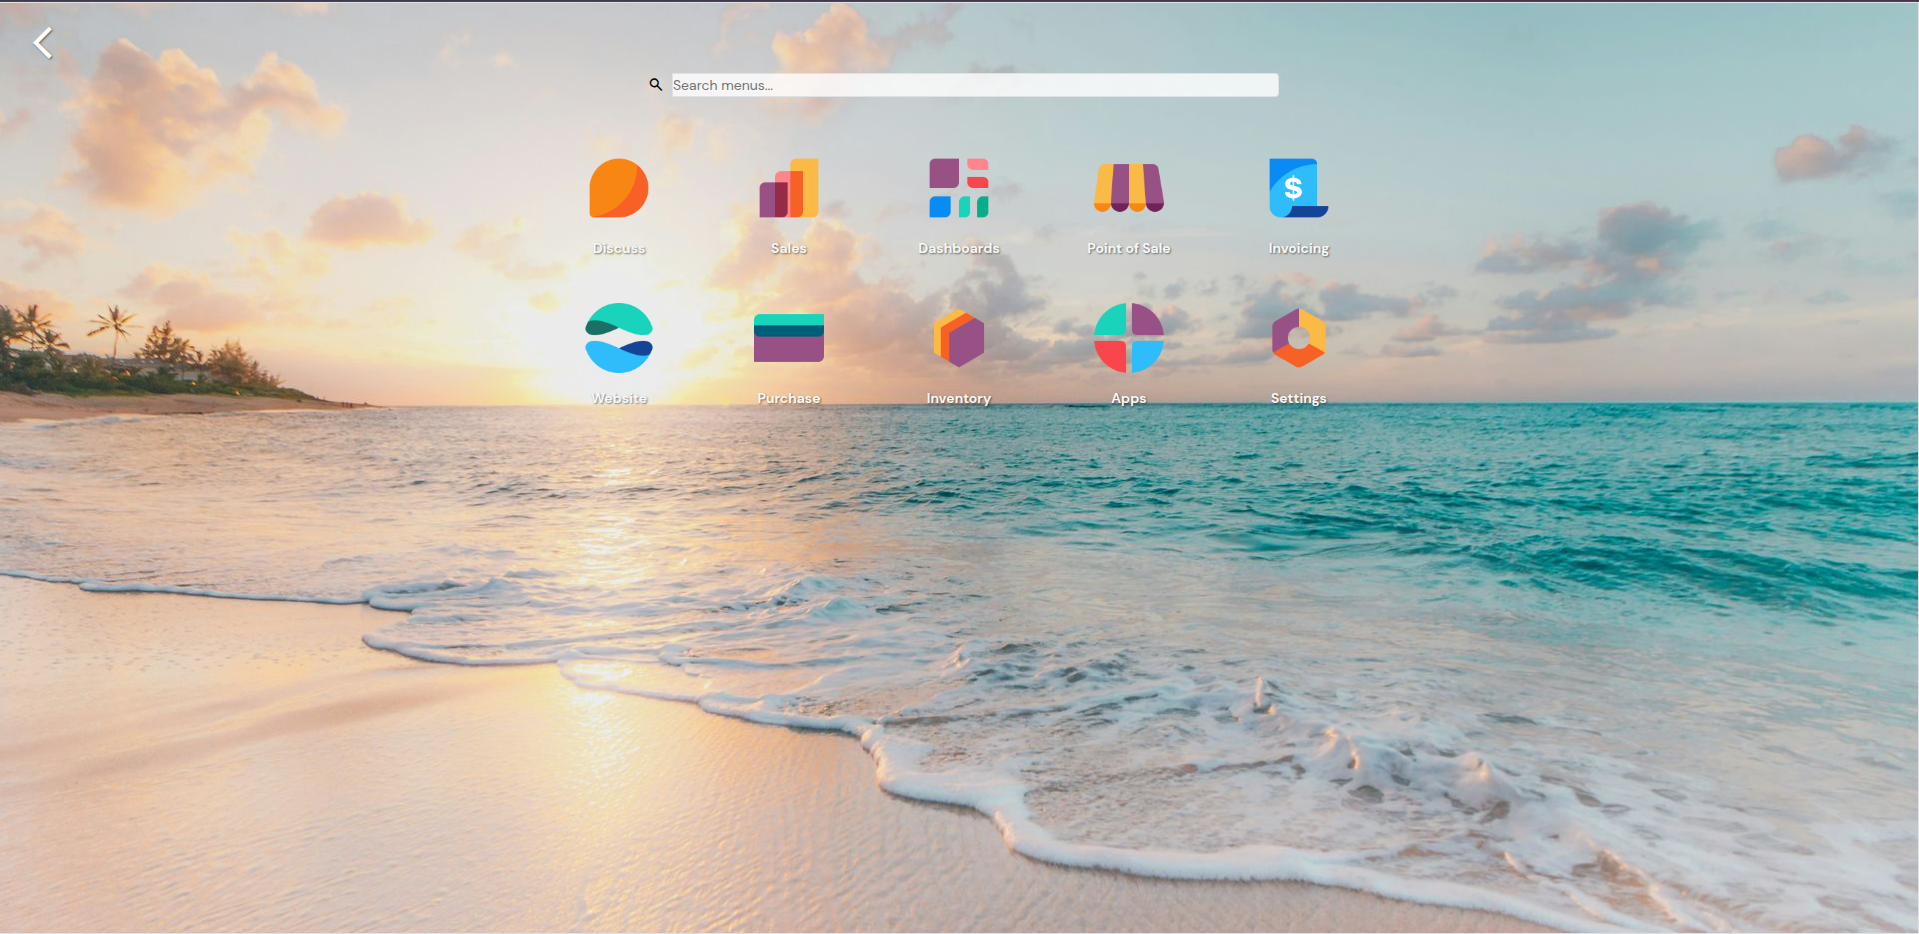 Search menus...
Discuss
Sales
Dashboards
Point of Sale
$
Invoicing
Website
Purchase
Inventory
Apps
Settings